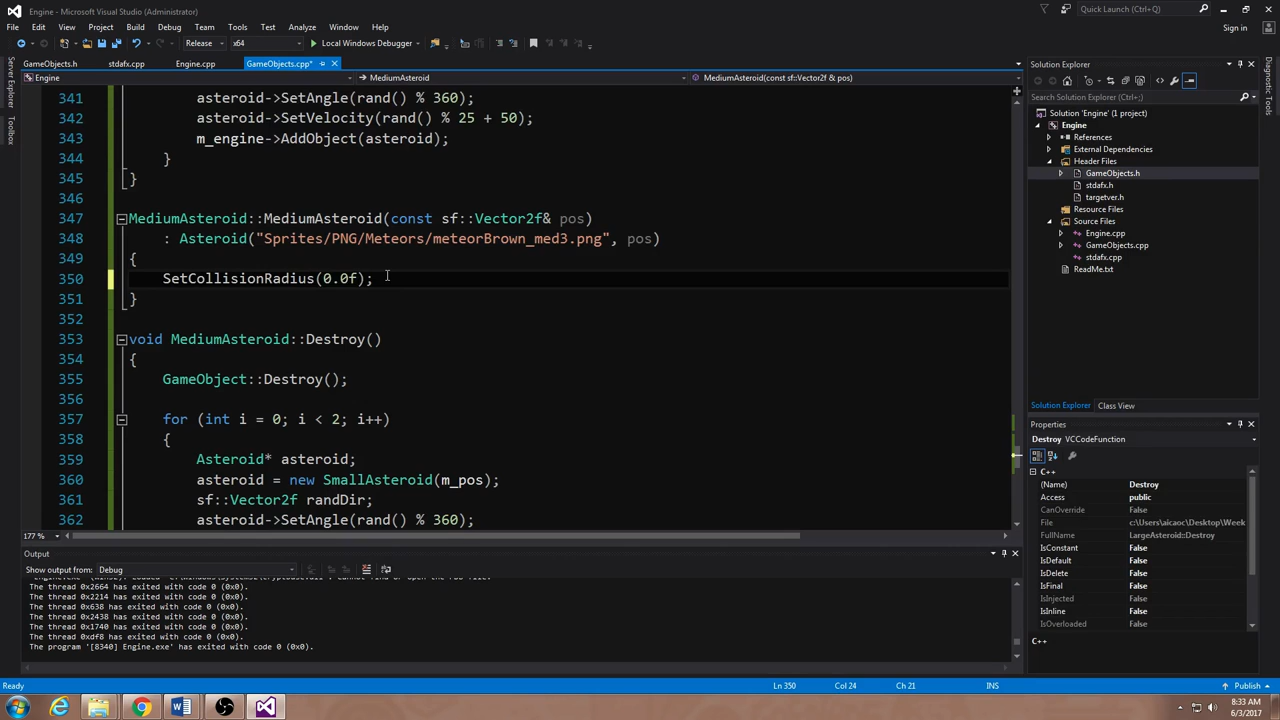 Engine - Microsoft Visual Studio (Administrator)
Quick Launch (Ctrl+Q)
File Edit View Project Build Debug Team Tools Test Analyze Window Help
Sign in
Release x64 Local Windows Debugger
GameObjects.h stdafx.cpp Engine.cpp GameObjects.cpp*
Engine MediumAsteroid MediumAsteroid(const sf::Vector2f & pos)
Server Explorer
Toolbox
341 asteroid->SetAngle(rand() % 360);
342 asteroid->SetVelocity(rand() % 25 + 50);
343 m_engine->AddObject(asteroid);
344 }
345 }
346
347 MediumAsteroid::MediumAsteroid(const sf::Vector2f& pos)
348 : Asteroid("Sprites/PNG/Meteors/meteorBrown_med3.png", pos)
349 {
350 SetCollisionRadius(0.0f);
351 }
352
353 void MediumAsteroid::Destroy()
354 {
355 GameObject::Destroy();
356
357 for (int i = 0; i < 2; i++)
358 {
359 Asteroid* asteroid;
360 asteroid = new SmallAsteroid(m_pos);
361 sf::Vector2f randDir;
362 asteroid->SetAngle(rand() % 360);
177 %
Output
Show output from: Debug
The thread 0x2664 has exited with code 0 (0x0).
The thread 0x2214 has exited with code 0 (0x0).
The thread 0x638 has exited with code 0 (0x0).
The thread 0x2438 has exited with code 0 (0x0).
The thread 0x1740 has exited with code 0 (0x0).
The thread 0xdf8 has exited with code 0 (0x0).
The program '[8340] Engine.exe' has exited with code 0 (0x0).
Solution Explorer
Search Solution Explorer (Ctrl+;)
Solution 'Engine' (1 project)
Engine
References
External Dependencies
Header Files
GameObjects.h
stdafx.h
targetver.h
Resource Files
Source Files
Engine.cpp
GameObjects.cpp
stdafx.cpp
ReadMe.txt
Solution Explorer Class View
Properties
Destroy VCCodeFunction
C++
(Name) Destroy
Access public
CanOverride False
File c:\Users\aicaoc\Desktop\Week
FullName LargeAsteroid::Destroy
IsConstant False
IsDefault False
IsDelete False
IsFinal False
IsInjected False
IsInline False
IsOverloaded False
C++
Diagnostic Tools
Ready Ln 350 Col 24 Ch 21 INS Publish
8:33 AM
6/3/2017